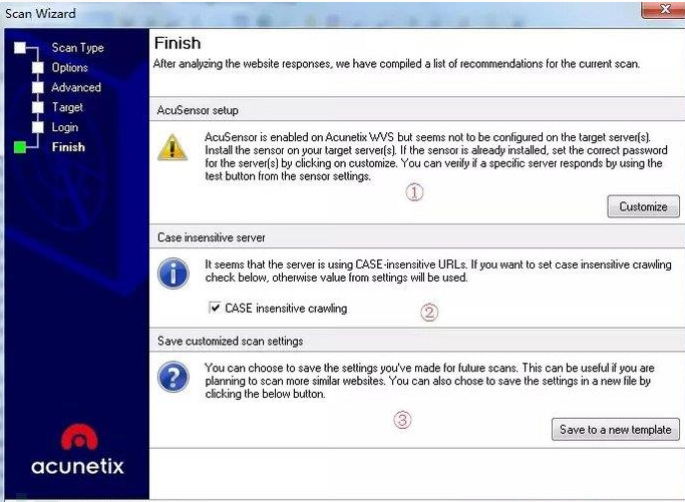 Scan Wizard
Scan Type
Options
Advanced
Target
Login
Finish
acunetix
Finish
After analyzing the website responses, we have compiled a list of recommendations for the current scan.
AcuSensor setup
AcuSensor is enabled on Acunetix WVS but seems not to be configured on the target server(s).
Install the sensor on your target server(s). If the sensor is already installed, set the correct password
for the server(s) by clicking on customize. You can verify if a specific server responds by using the
test button from the sensor settings.
①
Customize
Case insensitive server
It seems that the server is using CASE-insensitive URLs. If you want to set case insensitive crawling
check below, otherwise value from settings will be used.
CASE insensitive crawling
②
Save customized scan settings
You can choose to save the settings you've made for future scans. This can be useful if you are
planning to scan more similar websites. You can also chose to save the settings in a new file by
clicking the below button.
③
Save to a new template